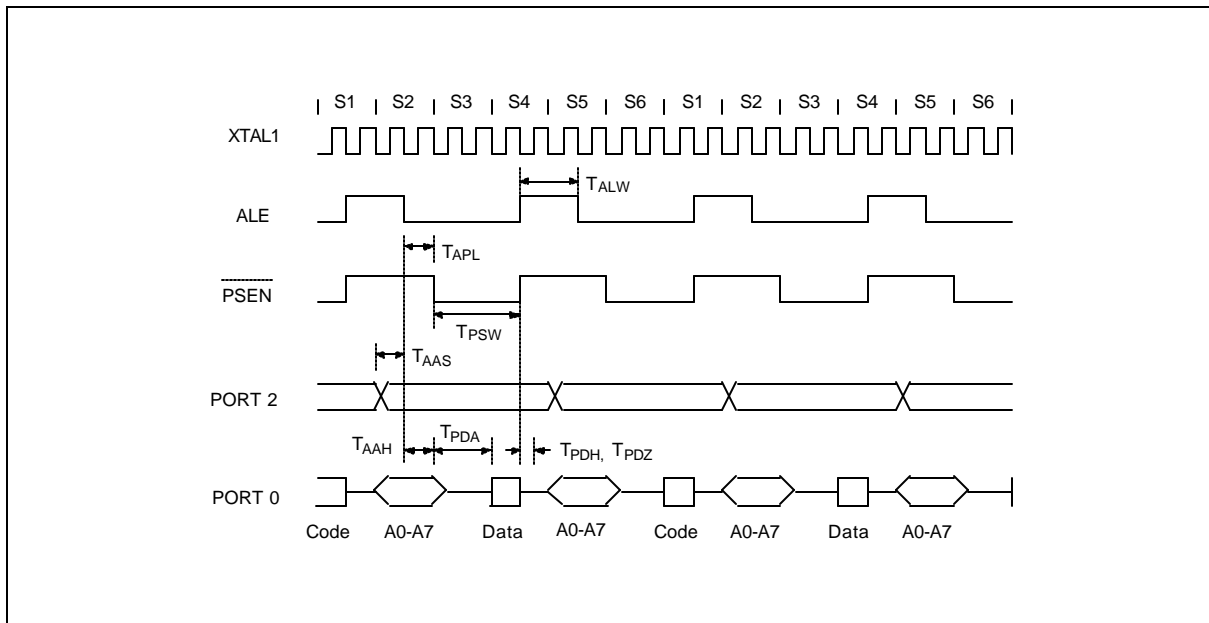 S1 S2 S3 S4 S5 S6 S1 S2 S3 S4 S5 S6
XTAL1
TALW
ALE
TAPL
PSEN
TPSW
TAAS
PORT 2
TAAH TPDA TPDH, TPDZ
PORT 0
Code A0-A7 Data A0-A7 Code A0-A7 Data A0-A7